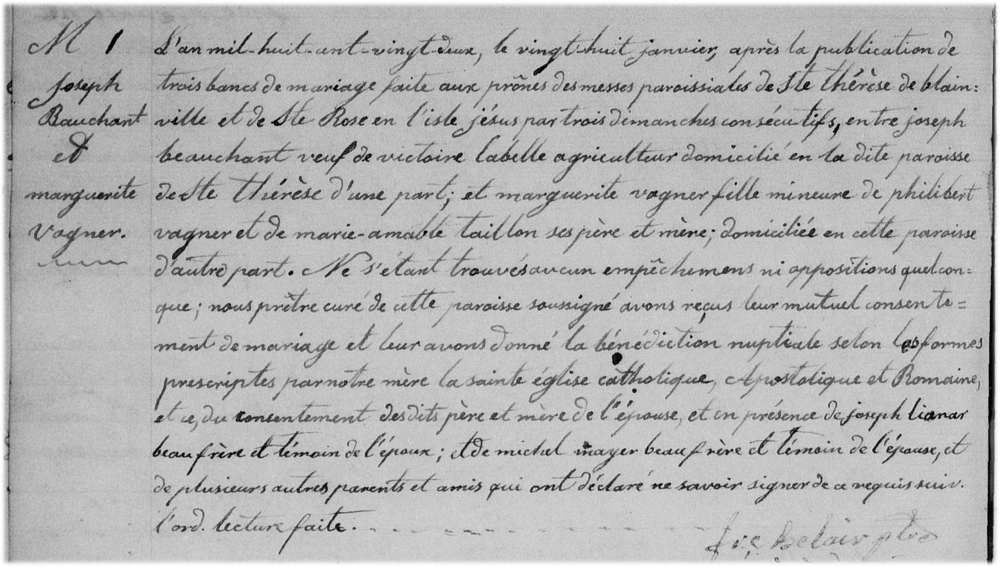 M 1
Joseph
Bauchant
et
marguerite
Vagner.
L'an mil-huit-cent-vingt-deux, le vingt-huit janvier, après la publication de
trois bancs de mariage faite aux prônes des messes paroissiales de Ste thérèse de blain=
ville et de Ste Rose en l'isle jésus par trois dimanches consécutifs, entre joseph
beauchant veuf de victoire labelle agriculteur domicilié en la dite paroisse
de Ste thérèse d'une part; et marguerite vagner fille mineure de philibert
vagner et de marie-amable taillon ses père et mère; domiciliée en cette paroisse
d'autre part. Ne s'étant trouvés aucun empêchemens ni oppositions quelcon=
que; nous prêtre curé de cette paroisse soussigné avons reçus leur mutuel consente=
ment de mariage et leur avons donné la bénédiction nuptiale selon les formes
prescriptes par notre mère la sainte église catholique, Apostolique et Romaine,
et ce, du consentement des dits père et mère de l'épouse, et en présence de joseph lianar
beau frère et témoin de l'époux; et de michel mayer beau frère et témoin de l'épouse, et
de plusieurs autres parents et amis qui ont déclaré ne savoir signer de ce requis suiv.
l'ord. lecture faite.
frs Belair ptre